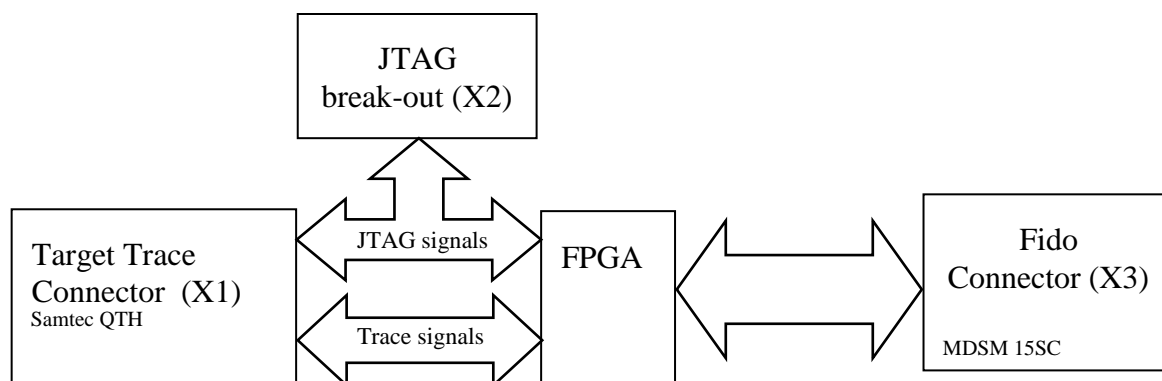 JTAG
break-out (X2)
JTAG signals
Target Trace
Connector (X1)
Samtec QTH
FPGA
Trace signals
Fido
Connector (X3)
MDSM 15SC